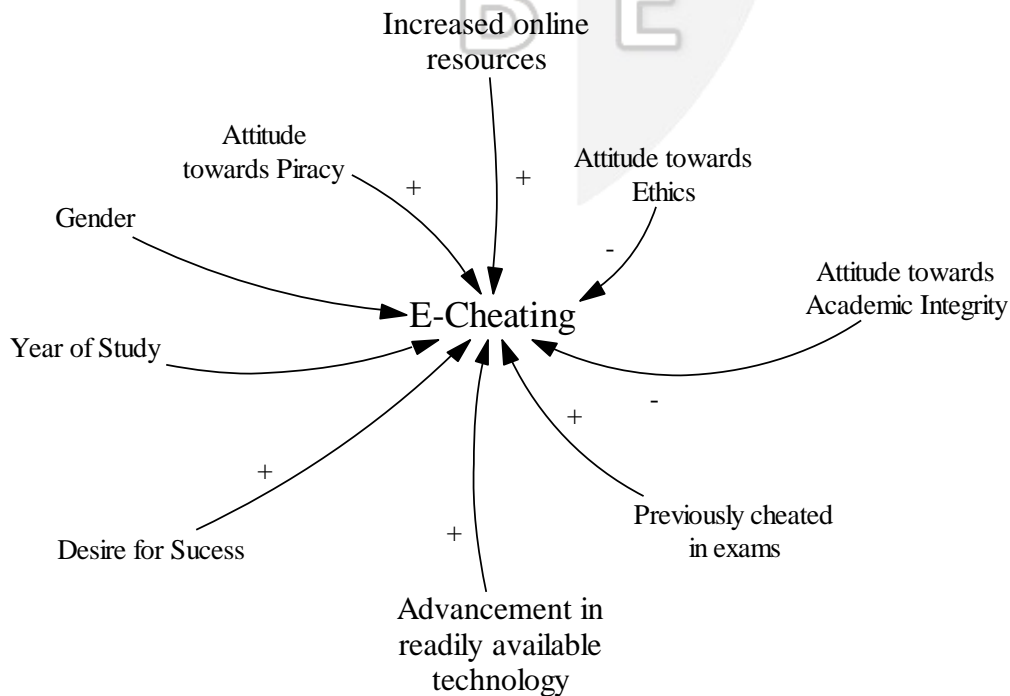 Increased online
resources
Attitude
towards Piracy
+
+
Attitude towards
Ethics
-
Gender
Attitude towards
Academic Integrity
-
E-Cheating
Year of Study
+
Desire for Sucess
+
Previously cheated
in exams
+
Advancement in
readily available
technology